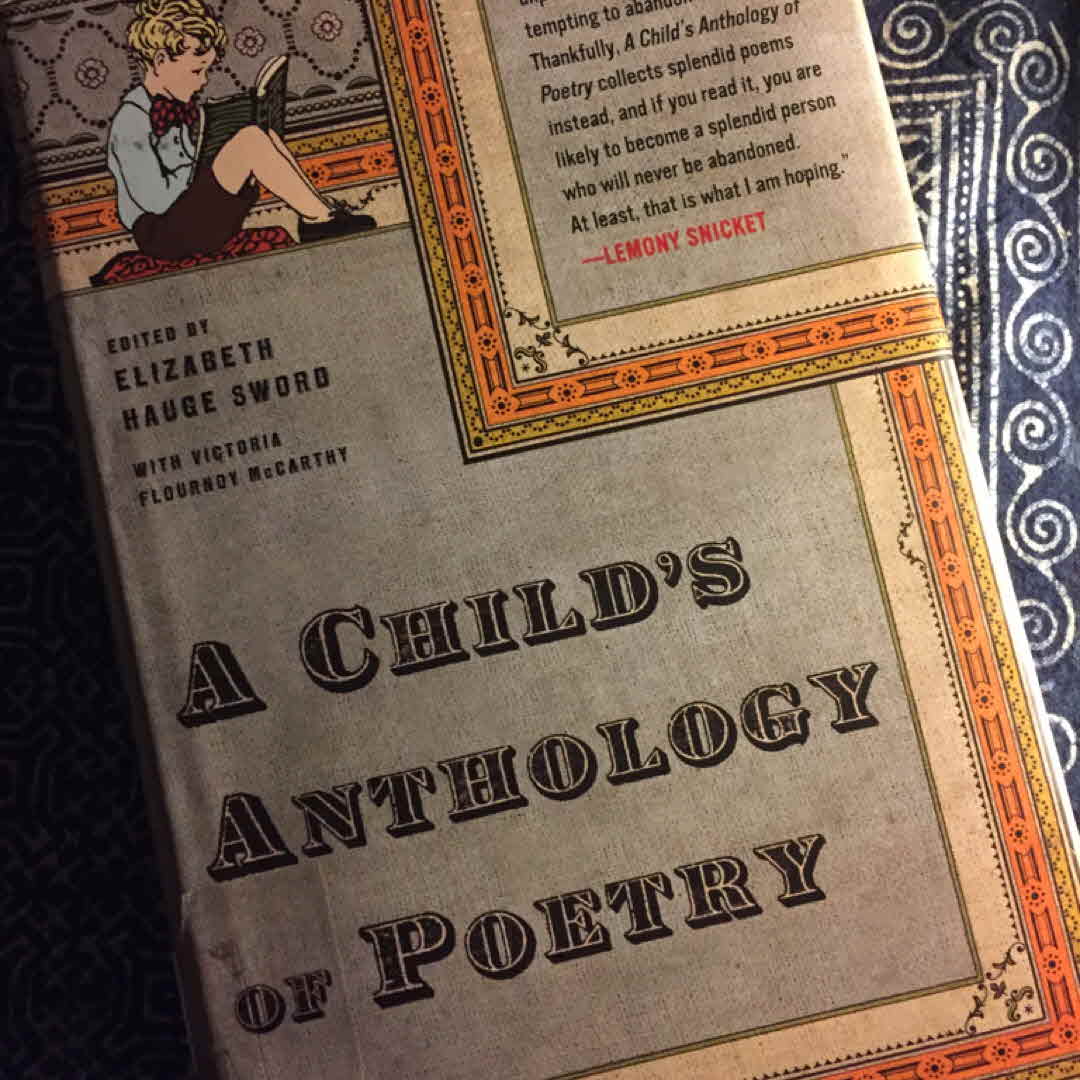 tempting to abandon
Thankfully, A Child's Anthology of
Poetry collects splendid poems
instead, and if you read it, you are
likely to become a splendid person
who will never be abandoned.
At least, that is what I am hoping."
—LEMONY SNICKET
EDITED BY
ELIZABETH
HAUGE SWORD
WITH VICTORIA
FLOURNOY McCARTHY
A CHILD'S
ANTHOLOGY
OF POETRY